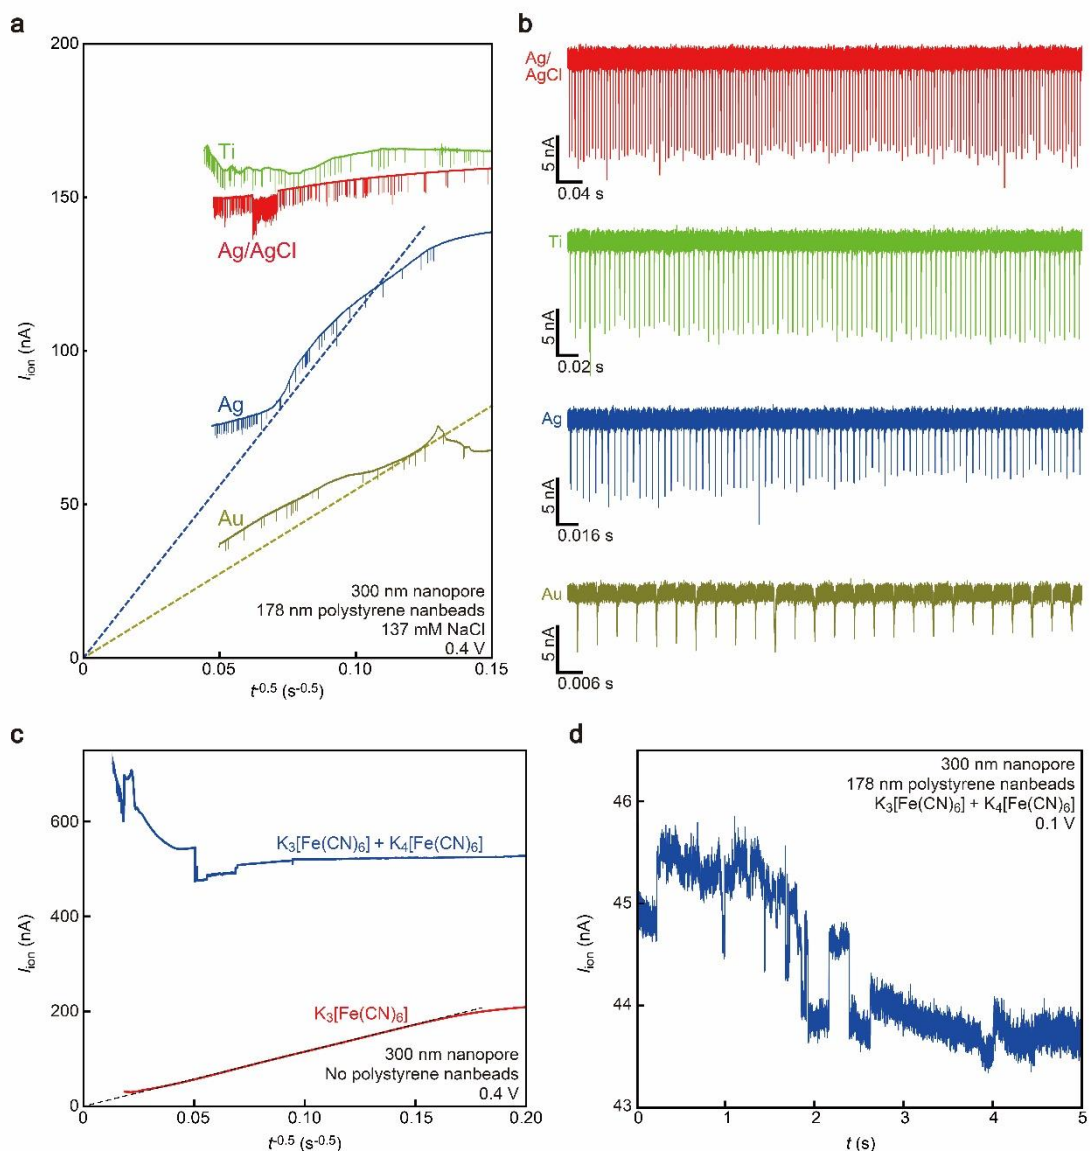 a
200
150
100
50
0
I_ion (nA)
Ti
Ag/AgCl
Ag
Au
300 nm nanopore
178 nm polystyrene nanbeads
137 mM NaCl
0.4 V
0
0.05
0.10
0.15
t^-0.5 (s^-0.5)
b
Ag/
AgCl
5 nA
0.04 s
Ti
5 nA
0.02 s
Ag
5 nA
0.016 s
Au
5 nA
0.006 s
c
600
400
200
0
I_ion (nA)
K3[Fe(CN)6] + K4[Fe(CN)6]
K3[Fe(CN)6]
300 nm nanopore
No polystyrene nanbeads
0.4 V
0
0.05
0.10
0.15
0.20
t^-0.5 (s^-0.5)
d
300 nm nanopore
178 nm polystyrene nanbeads
K3[Fe(CN)6] + K4[Fe(CN)6]
0.1 V
46
45
44
43
I_ion (nA)
0
1
2
3
4
5
t (s)